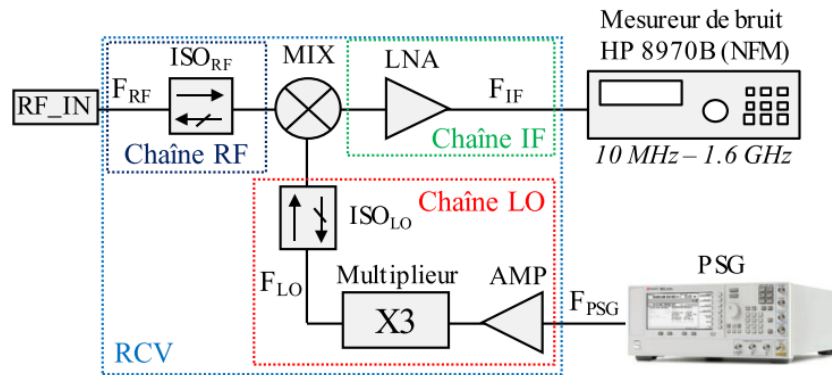 Mesureur de bruit
HP 8970B (NFM)
ISO_RF
MIX
LNA
RF_IN
F_RF
F_IF
Chaîne RF
Chaîne IF
10 MHz – 1.6 GHz
Chaîne LO
ISO_LO
PSG
F_LO
Multiplieur
AMP
F_PSG
X3
RCV